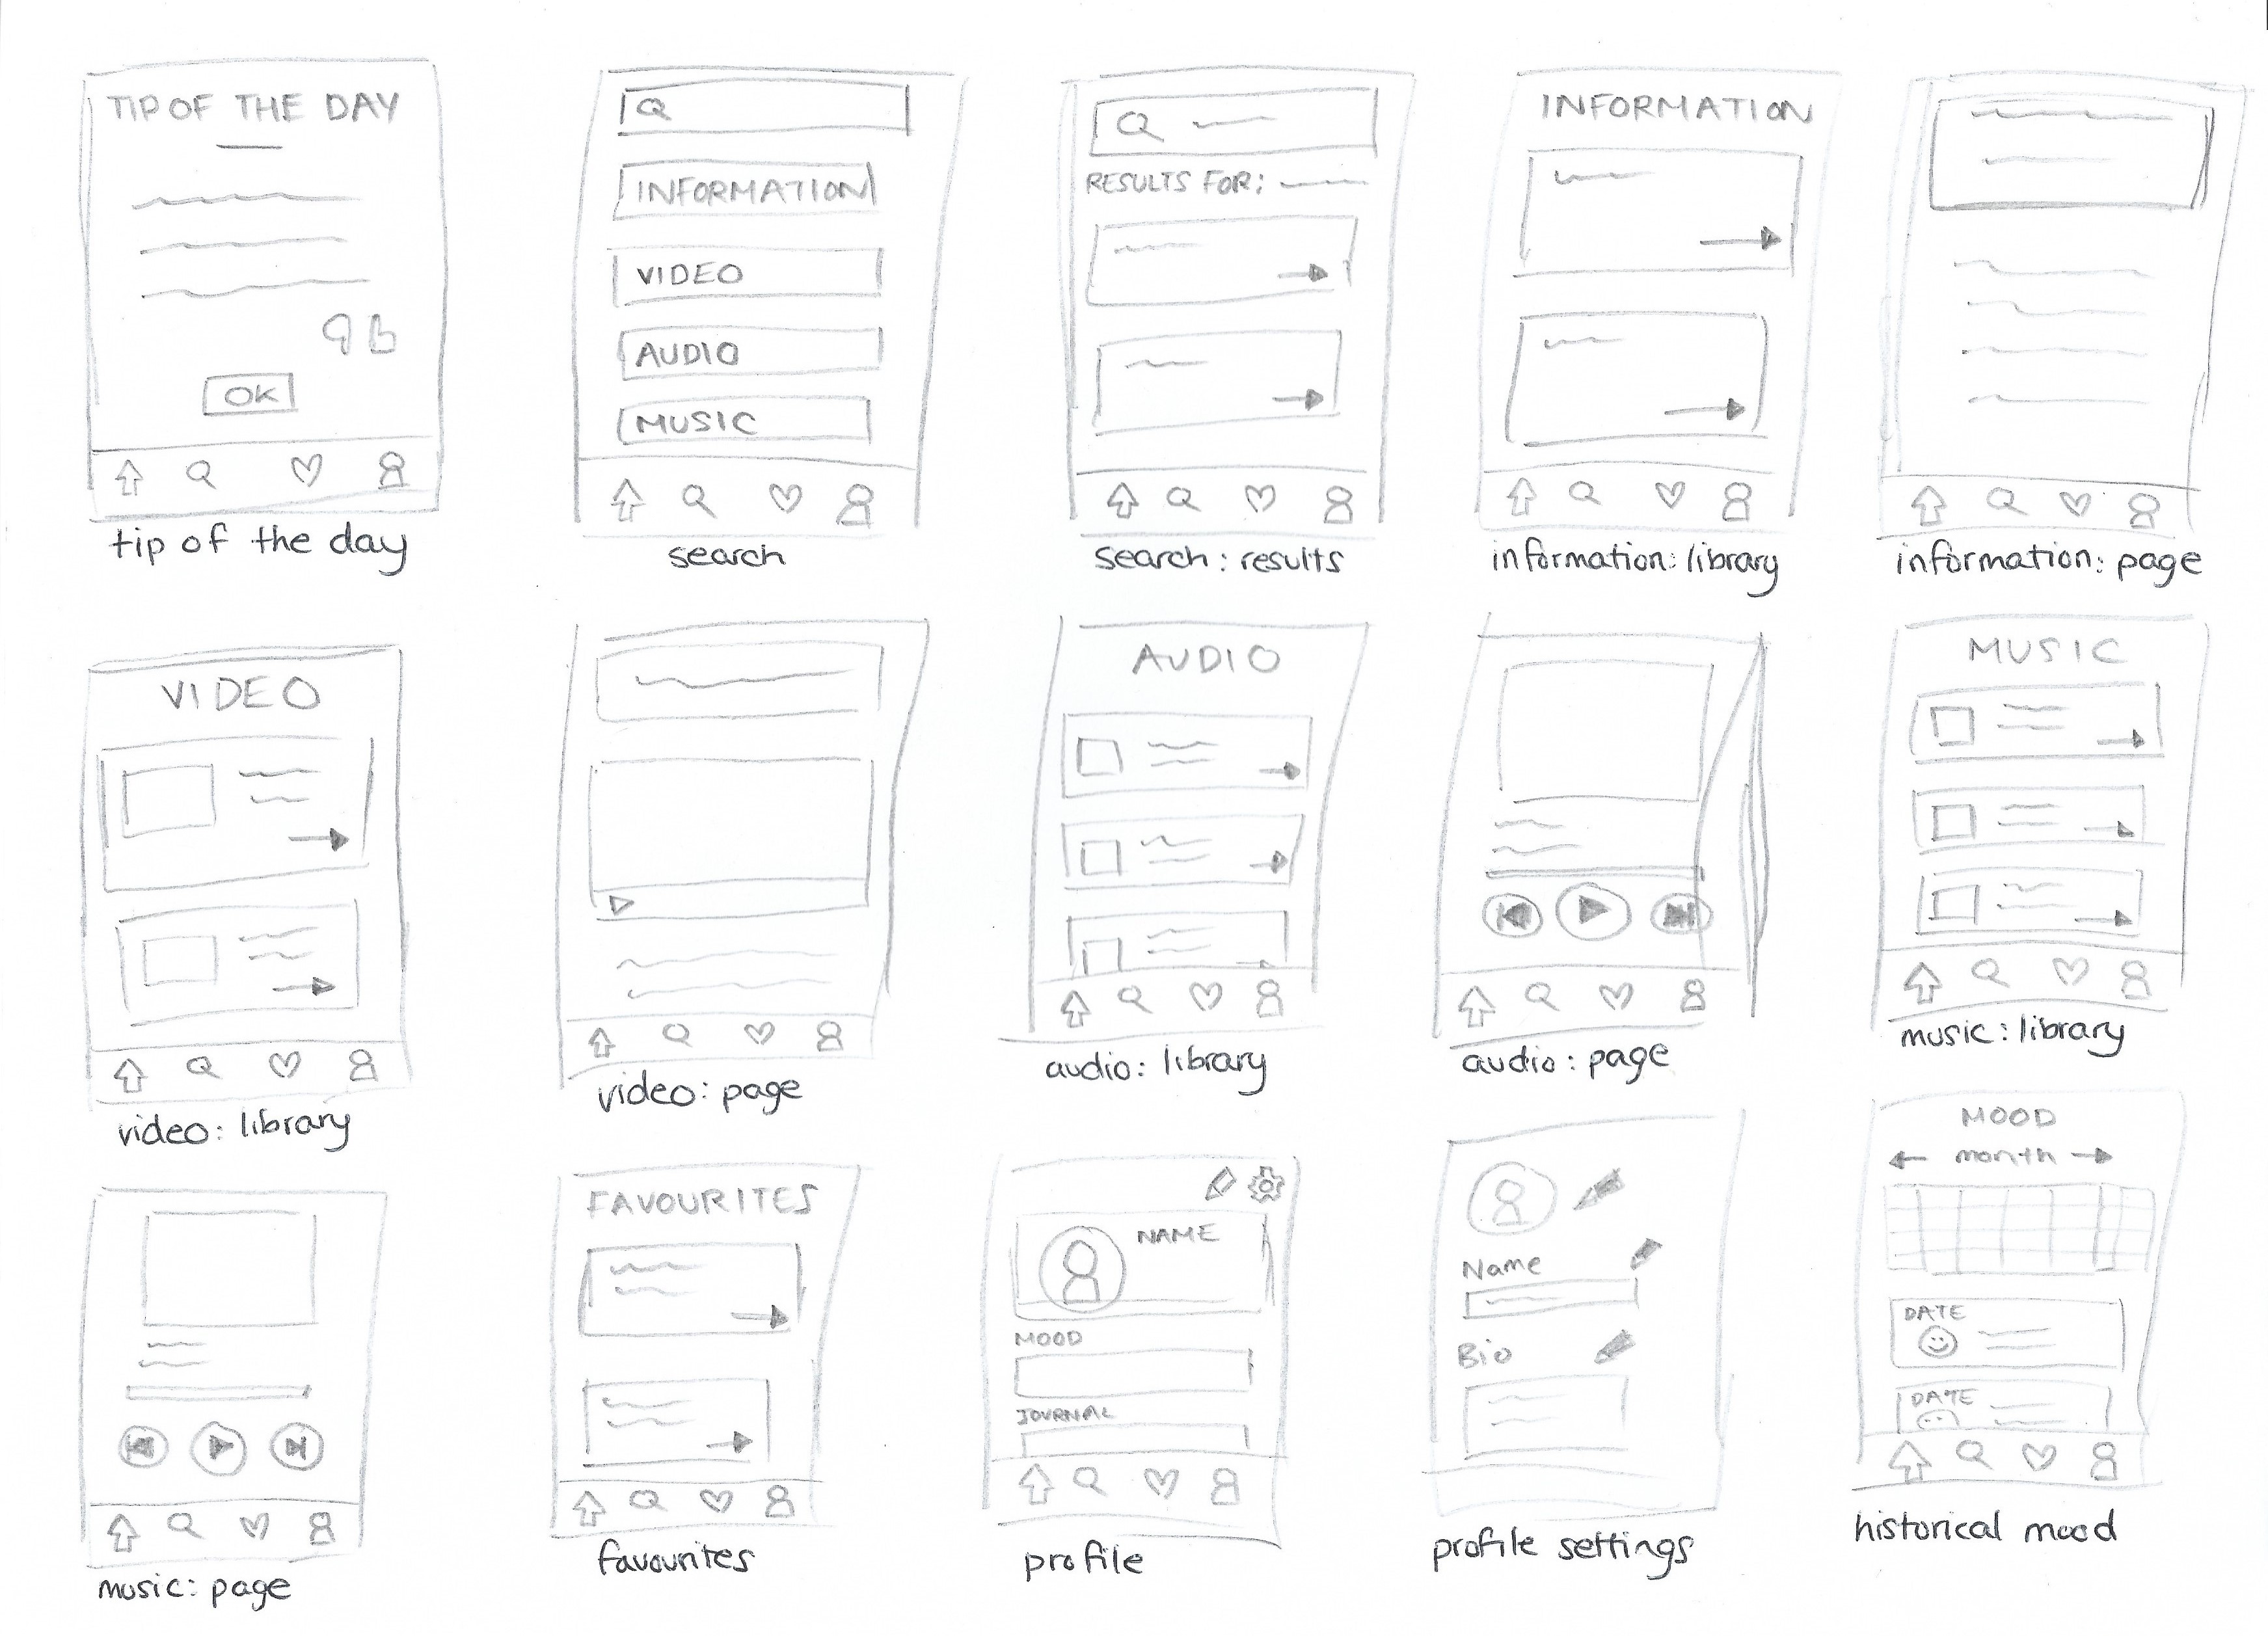 TIP OF THE DAY
OK
tip of the day
INFORMATION
VIDEO
AUDIO
MUSIC
search
RESULTS FOR:
search: results
INFORMATION
information: library
information: page
VIDEO
video: library
video: page
AUDIO
audio: library
audio: page
MUSIC
music: library
music: page
FAVOURITES
favourites
NAME
MOOD
JOURNAL
profile
Name
Bio
profile settings
MOOD
month
DATE
DATE
historical mood